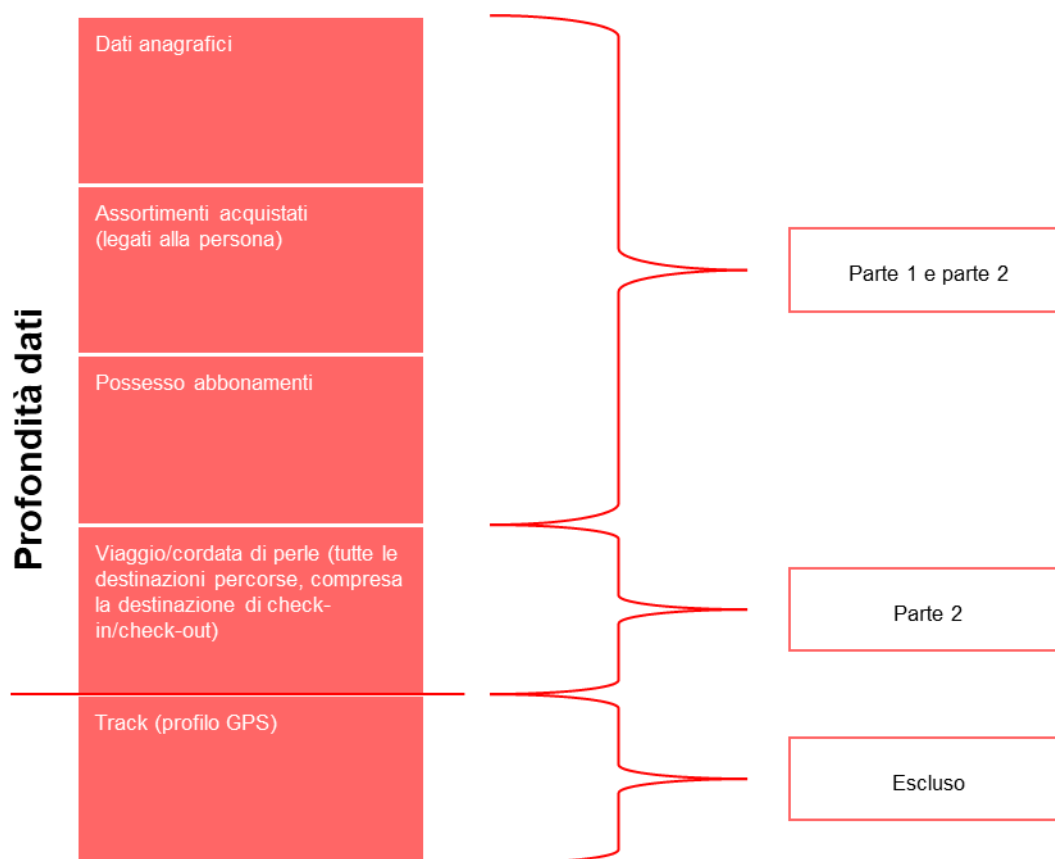 Profondità dati
Dati anagrafici
Assortimenti acquistati
(legati alla persona)
Possesso abbonamenti
Viaggio/cordata di perle (tutte le
destinazioni percorse, compresa
la destinazione di check-
in/check-out)
Track (profilo GPS)
Parte 1 e parte 2
Parte 2
Escluso